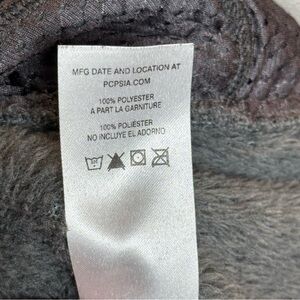 MFG DATE AND LOCATION AT
PCPSIA.COM
100% POLYESTER
A PART LA GARNITURE
100% POLIÉSTER
NO INCLUYE EL ADORNO